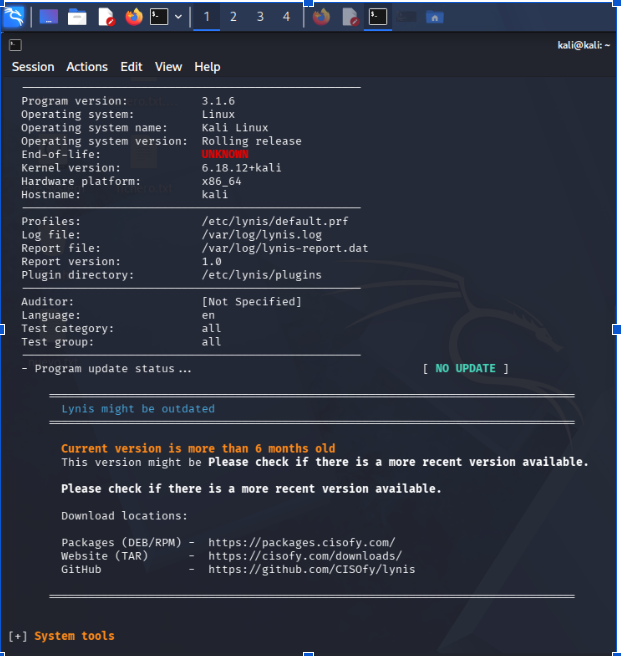 1 2 3 4
kali@kali: ~
Session Actions Edit View Help
Program version: 3.1.6
Operating system: Linux
Operating system name: Kali Linux
Operating system version: Rolling release
End-of-life: UNKNOWN
Kernel version: 6.18.12+kali
Hardware platform: x86_64
Hostname: kali
Profiles: /etc/lynis/default.prf
Log file: /var/log/lynis.log
Report file: /var/log/lynis-report.dat
Report version: 1.0
Plugin directory: /etc/lynis/plugins
Auditor: [Not Specified]
Language: en
Test category: all
Test group: all
- Program update status... [ NO UPDATE ]
Lynis might be outdated
Current version is more than 6 months old
This version might be Please check if there is a more recent version available.
Please check if there is a more recent version available.
Download locations:
Packages (DEB/RPM) - https://packages.cisofy.com/
Website (TAR) - https://cisofy.com/downloads/
GitHub - https://github.com/CISOfy/lynis
[+] System tools